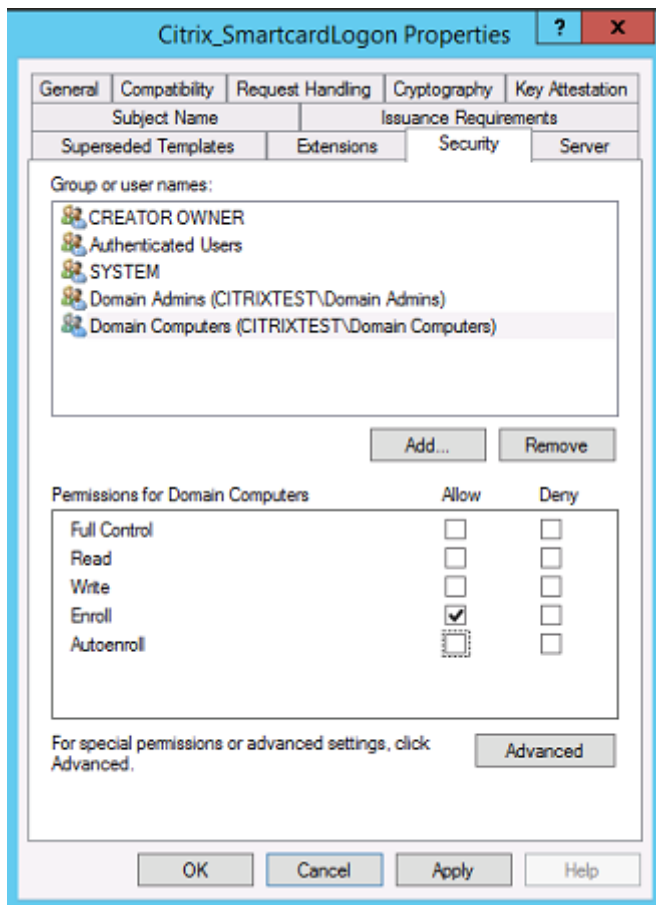 Citrix_SmartcardLogon Properties
?
x
General
Compatibility
Request Handling
Cryptography
Key Attestation
Subject Name
Issuance Requirements
Superseded Templates
Extensions
Security
Server
Group or user names:
CREATOR OWNER
Authenticated Users
SYSTEM
Domain Admins (CITRIXTEST\Domain Admins)
Domain Computers (CITRIXTEST\Domain Computers)
Add...
Remove
Permissions for Domain Computers
Allow
Deny
Full Control
Read
Write
Enroll
Autoenroll
For special permissions or advanced settings, click
Advanced.
Advanced
OK
Cancel
Apply
Help